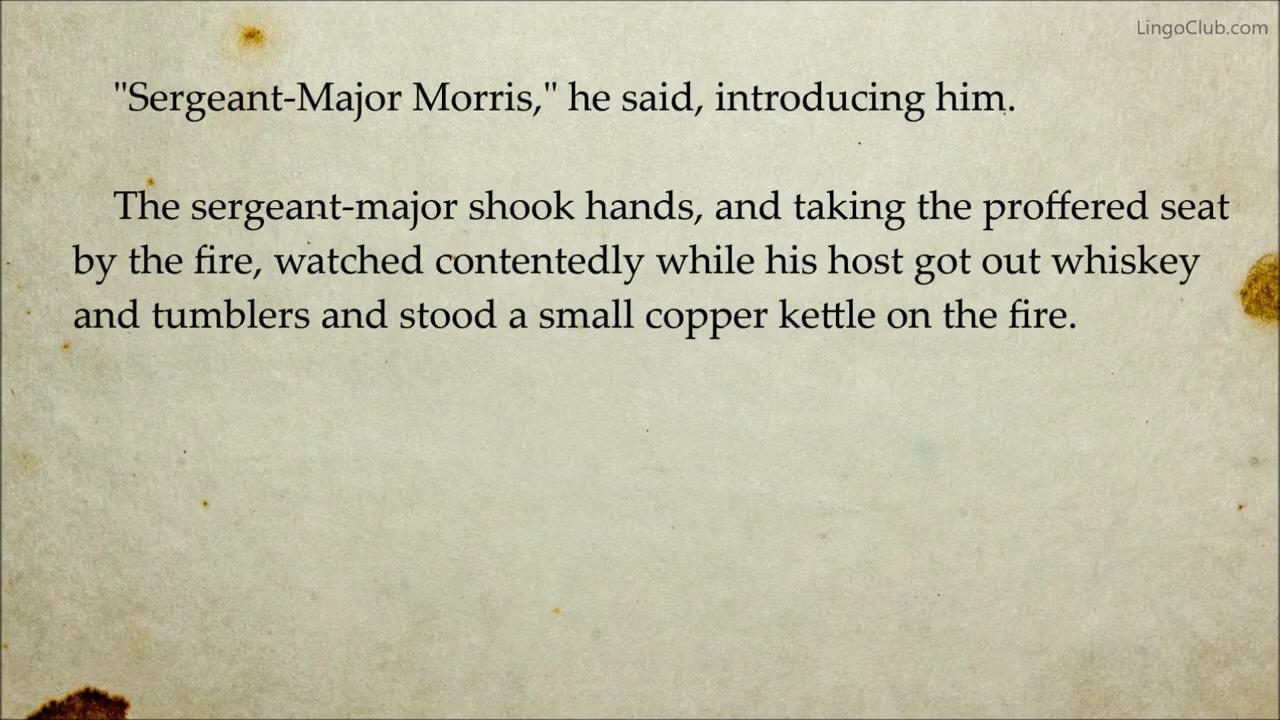 LingoClub.com
"Sergeant-Major Morris," he said, introducing him.
The sergeant-major shook hands, and taking the proffered seat
by the fire, watched contentedly while his host got out whiskey
and tumblers and stood a small copper kettle on the fire.